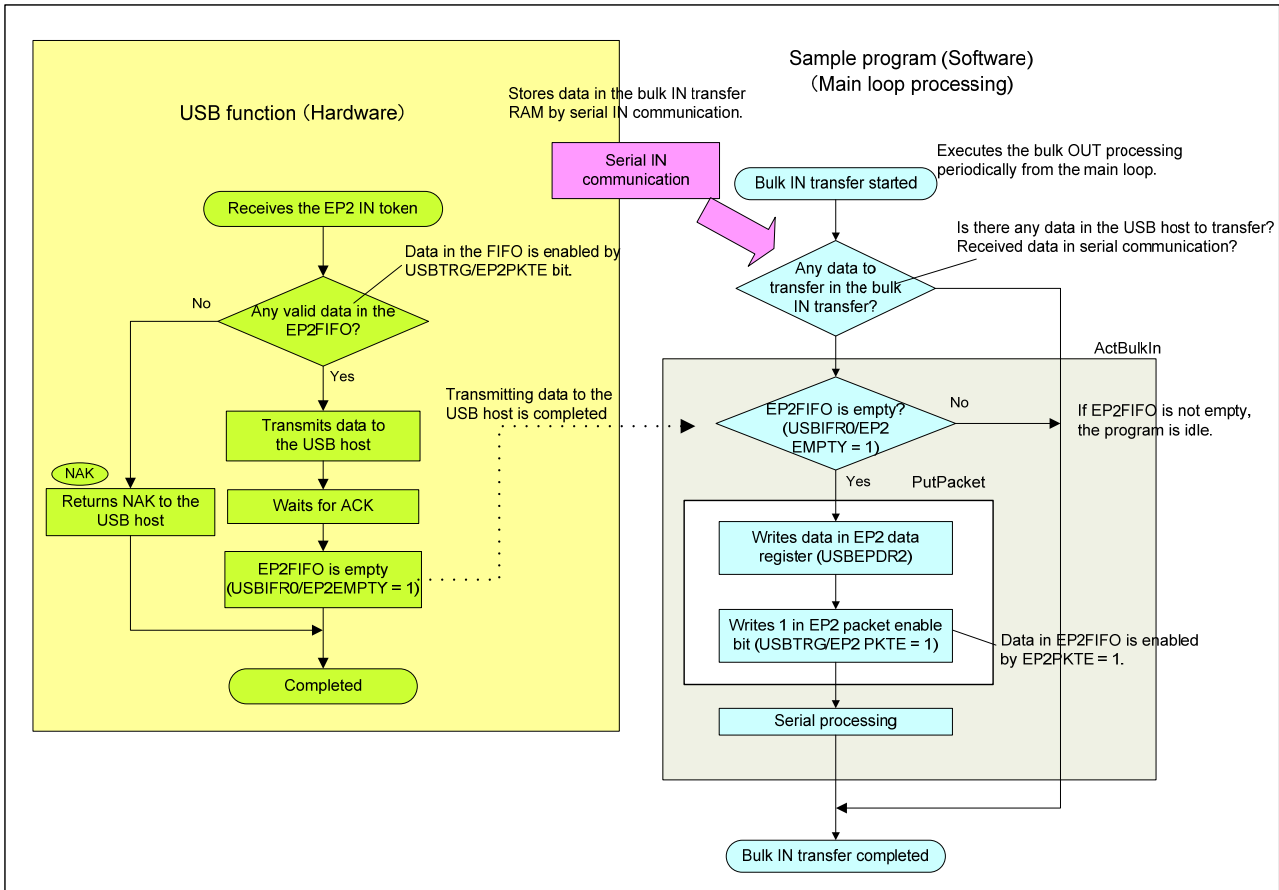 Sample program (Software)
(Main loop processing)
USB function (Hardware)
Stores data in the bulk IN transfer
RAM by serial IN communication.
Serial IN
communication
Executes the bulk OUT processing
periodically from the main loop.
Bulk IN transfer started
Receives the EP2 IN token
Is there any data in the USB host to transfer?
Received data in serial communication?
Data in the FIFO is enabled by
USBTRG/EP2PKTE bit.
Any data to
transfer in the bulk
IN transfer?
No
Any valid data in the
EP2FIFO?
Yes
ActBulkIn
Transmitting data to the
USB host is completed
EP2FIFO is empty?
(USBIFR0/EP2
EMPTY = 1)
No
If EP2FIFO is not empty,
the program is idle.
Transmits data to
the USB host
NAK
Returns NAK to the
USB host
Waits for ACK
Yes
PutPacket
Writes data in EP2 data
register (USBEPDR2)
EP2FIFO is empty
(USBIFR0/EP2EMPTY = 1)
Writes 1 in EP2 packet enable
bit (USBTRG/EP2 PKTE = 1)
Data in EP2FIFO is enabled
by EP2PKTE = 1.
Completed
Serial processing
Bulk IN transfer completed